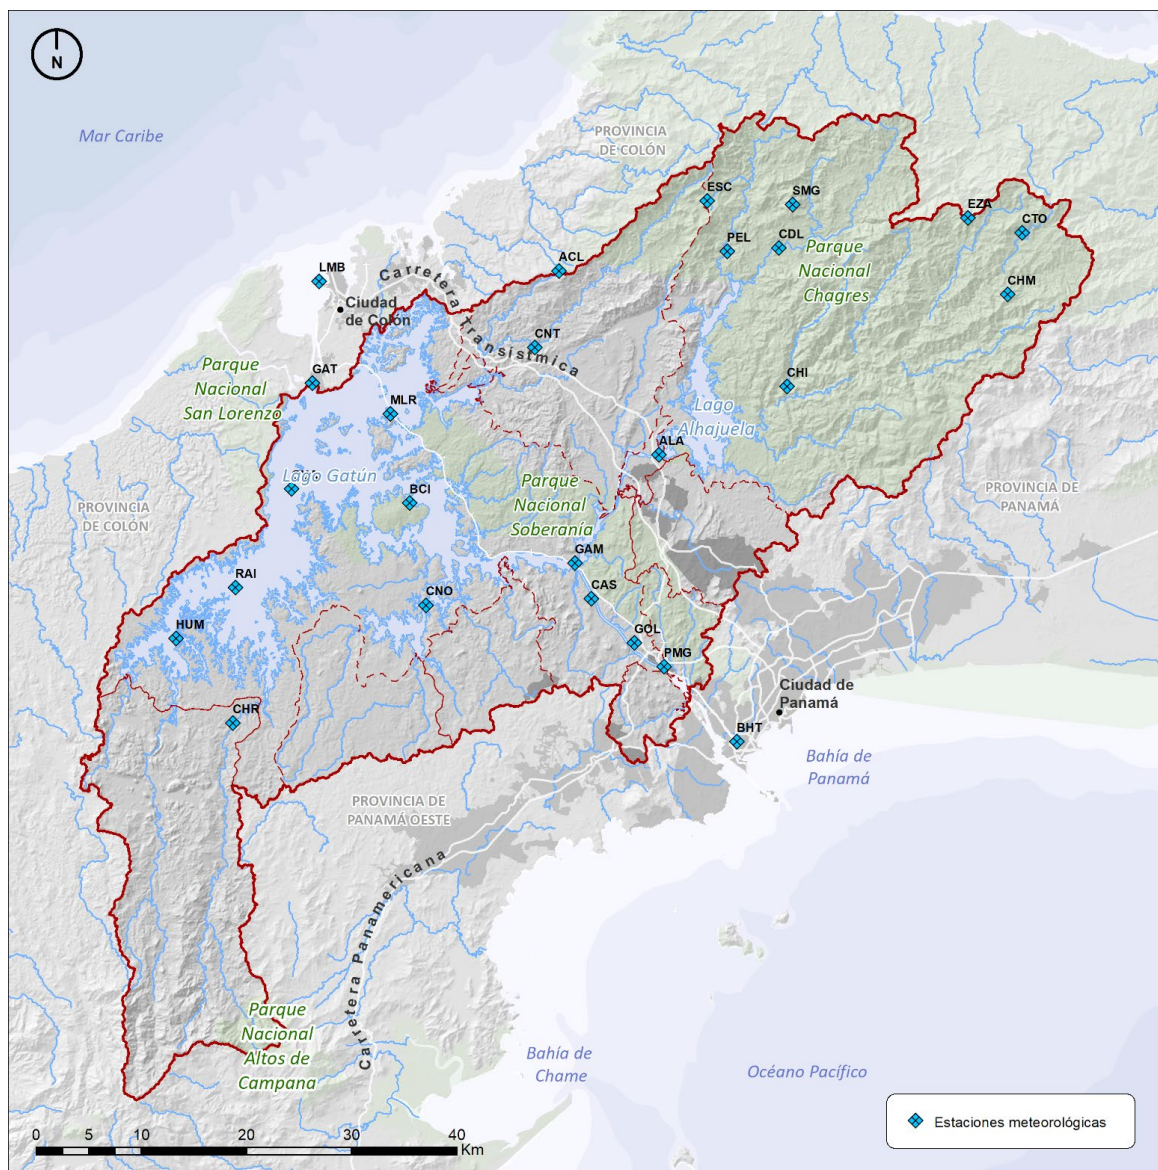 N
Mar Caribe
PROVINCIA
DE COLÓN
ESC
SMG
EZA
CTO
PEL
CDL
Parque
Nacional
Chagres
ACL
LMB
CHM
Carretera Transístmica
Ciudad
de Colón
CNT
Parque
Nacional
San Lorenzo
GAT
MLR
CHI
Lago
Alhajuela
ALA
Lago Gatún
BCI
Parque
Nacional
Soberanía
PROVINCIA
DE COLÓN
PROVINCIA DE
PANAMÁ
GAM
RAI
CNO
CAS
HUM
GOL
PMG
Ciudad de
Panamá
CHR
BHT
Bahía de
Panamá
PROVINCIA DE
PANAMÁ OESTE
Carretera Panamericana
Parque
Nacional
Altos de
Campana
Bahía de
Chame
Océano Pacífico
Estaciones meteorológicas
0 5 10 20 30 40
Km